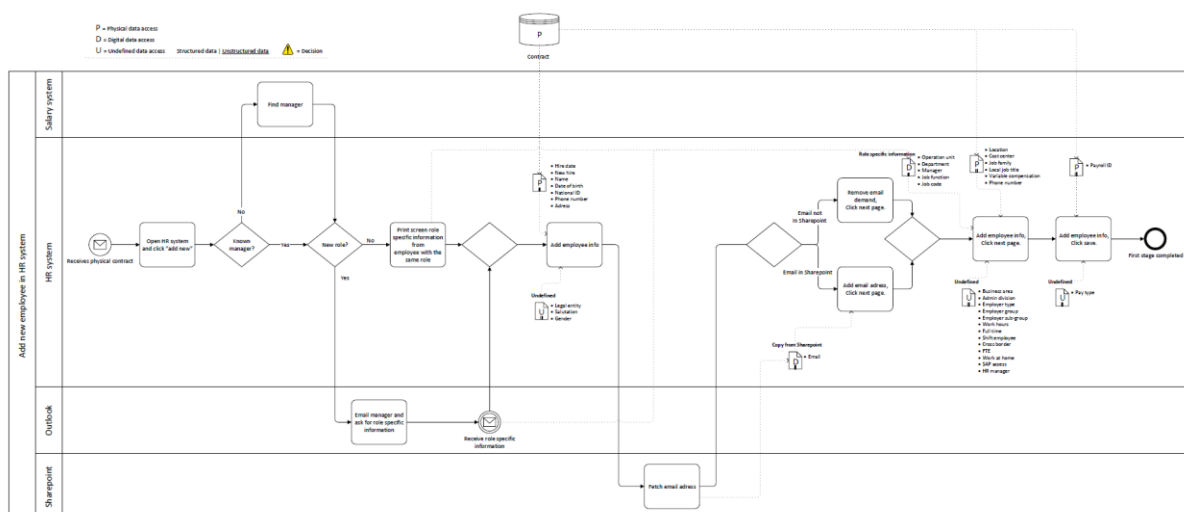 P = Physical data access
D = Digital data access
U = Undefined data access Structured data | Unstructured data = Decision
P
Contract
Add new employee in HR system
Salary system
Find manager
HR system
No
Receives physical contract
Open HR system
and click "add new"
Known
manager?
Yes
New role?
No
Yes
Print screen role
specific information
from
employee with the
same role
P
• Hire date
• New hire
• Name
• Date of birth
• National ID
• Phone number
• Adress
Add employee info
Undefined
U
• Legal entity
• Salutation
• Gender
Email not
in Sharepoint
Email in Sharepoint
Remove email
demand,
Click next page.
Add email adress,
Click next page.
Copy from Sharepoint
D
• Email
Role specific information
D
• Operation unit
• Department
• Manager
• Job function
• Job code
P
• Location
• Cost center
• Job family
• Local job title
• Variable compensation
• Phone number
Add employee info,
Click next page.
Undefined
U
• Business area
• Admin division
• Employer type
• Employer group
• Employer sub-group
• Work hours
• Full time
• Shift employee
• Cross border
• FTE
• Work at home
• SAP access
• HR manager
P
• Payroll ID
Add employee info,
Click save.
Undefined
U
• Pay type
First stage completed
Outlook
Email manager and
ask for role specific
information
Receive role specific
information
Sharepoint
Fetch email adress